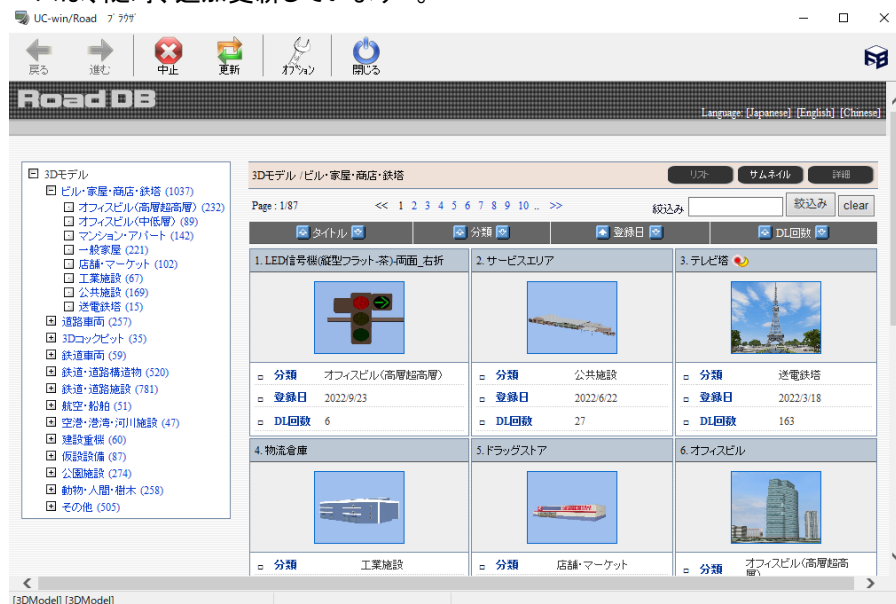 UC-win/Road ﾌﾞﾗｳｻﾞ
戻る 進む 中止 更新 ｵﾌﾟｼｮﾝ 閉じる
Road DB
Language: [Japanese] [English] [Chinese]
3Dモデル
ビル・家屋・商店・鉄塔 (1037)
オフィスビル(高層超高層) (232)
オフィスビル(中低層) (89)
マンション・アパート (142)
一般家屋 (221)
店舗・マーケット (102)
工業施設 (67)
公共施設 (169)
送電鉄塔 (15)
道路車両 (257)
3Dコックピット (35)
鉄道車両 (59)
鉄道・道路構造物 (520)
鉄道・道路施設 (781)
航空・船舶 (51)
空港・港湾・河川施設 (47)
建設重機 (60)
仮設設備 (87)
公園施設 (274)
動物・人間・樹木 (258)
その他 (505)
3Dモデル /ビル・家屋・商店・鉄塔
リスト サムネイル 詳細
Page : 1/87 << 1 2 3 4 5 6 7 8 9 10 .. >> 絞込み 絞込み clear
タイトル 分類 登録日 DL回数
1. LED信号機(縦型フラット-茶)-両面_右折 2. サービスエリア 3. テレビ塔
分類 オフィスビル(高層超高層) 分類 公共施設 分類 送電鉄塔
登録日 2022/9/23 登録日 2022/6/22 登録日 2022/3/18
DL回数 6 DL回数 27 DL回数 163
4. 物流倉庫 5. ドラッグストア 6. オフィスビル
分類 工業施設 分類 店舗・マーケット 分類 オフィスビル(高層超高
層)
[3DModel] [3DModel]